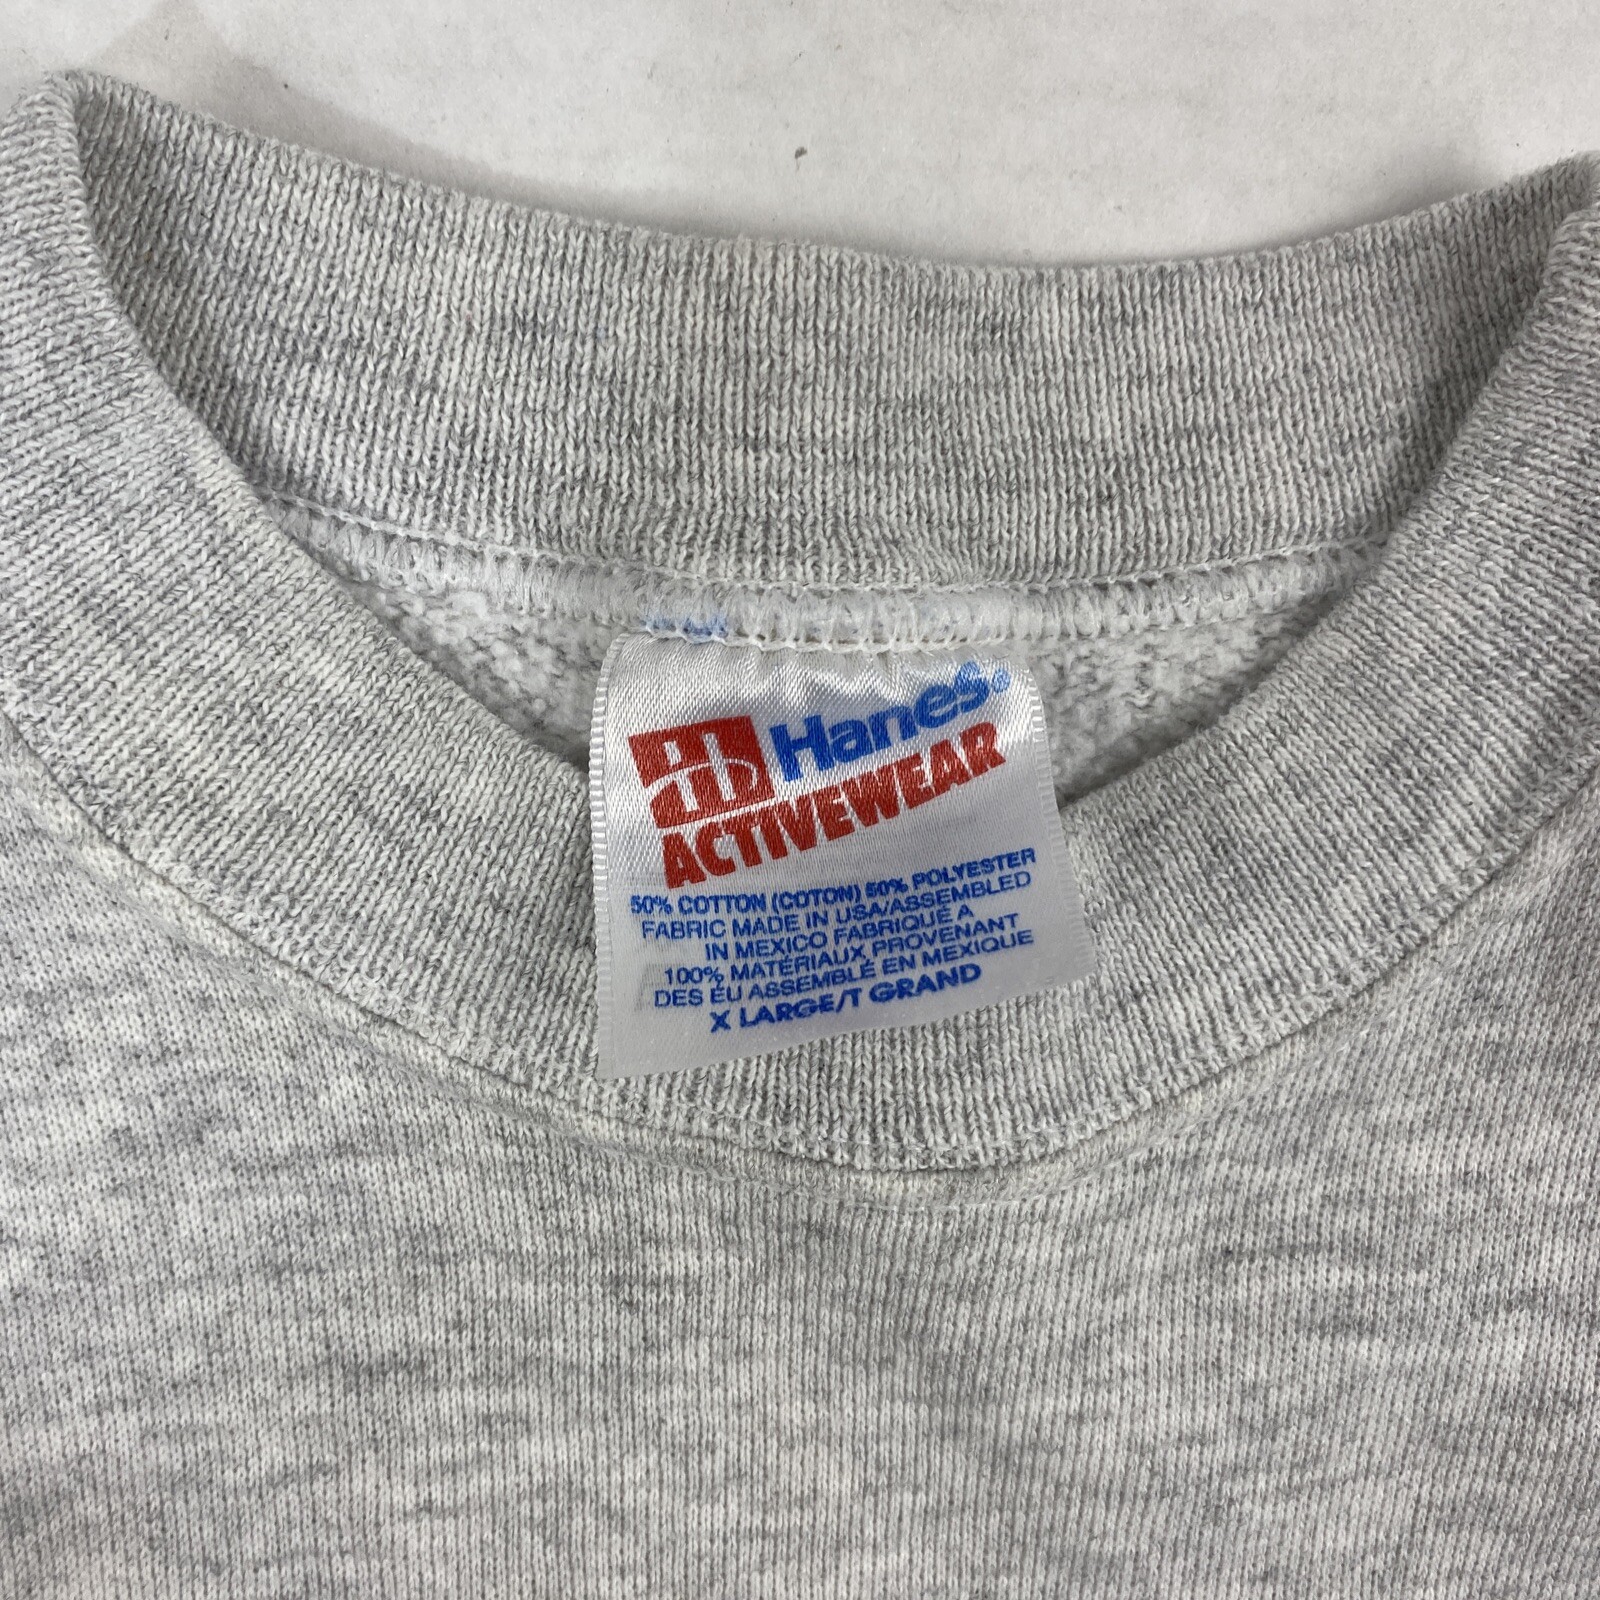 Hanes®
ACTIVEWEAR
50% COTTON (COTON) 50% POLYESTER
FABRIC MADE IN USA/ASSEMBLED
IN MEXICO FABRIQUÉ À
100% MATÉRIAUX PROVENANT
DES ÉU ASSEMBLÉ EN MEXIQUE
X LARGE/T GRAND